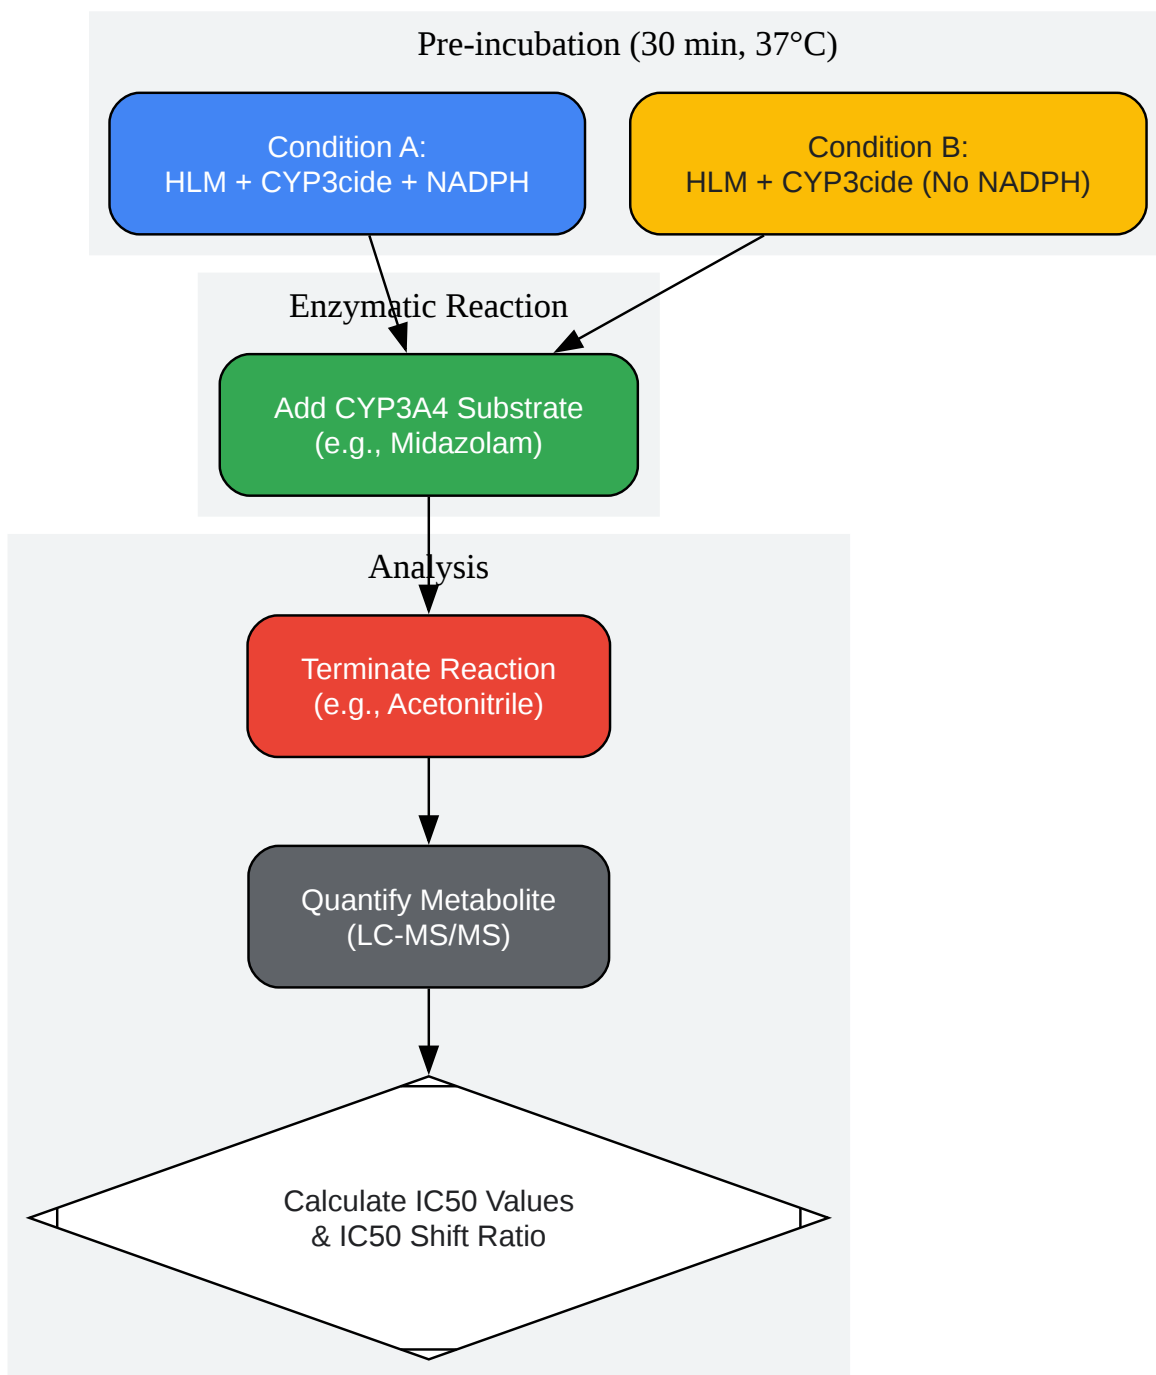 Pre-incubation (30 min, 37°C)
Condition A:
HLM + CYP3cide + NADPH
Condition B:
HLM + CYP3cide (No NADPH)
Enzymatic Reaction
Add CYP3A4 Substrate
(e.g., Midazolam)
Analysis
Terminate Reaction
(e.g., Acetonitrile)
Quantify Metabolite
(LC-MS/MS)
Calculate IC50 Values
& IC50 Shift Ratio